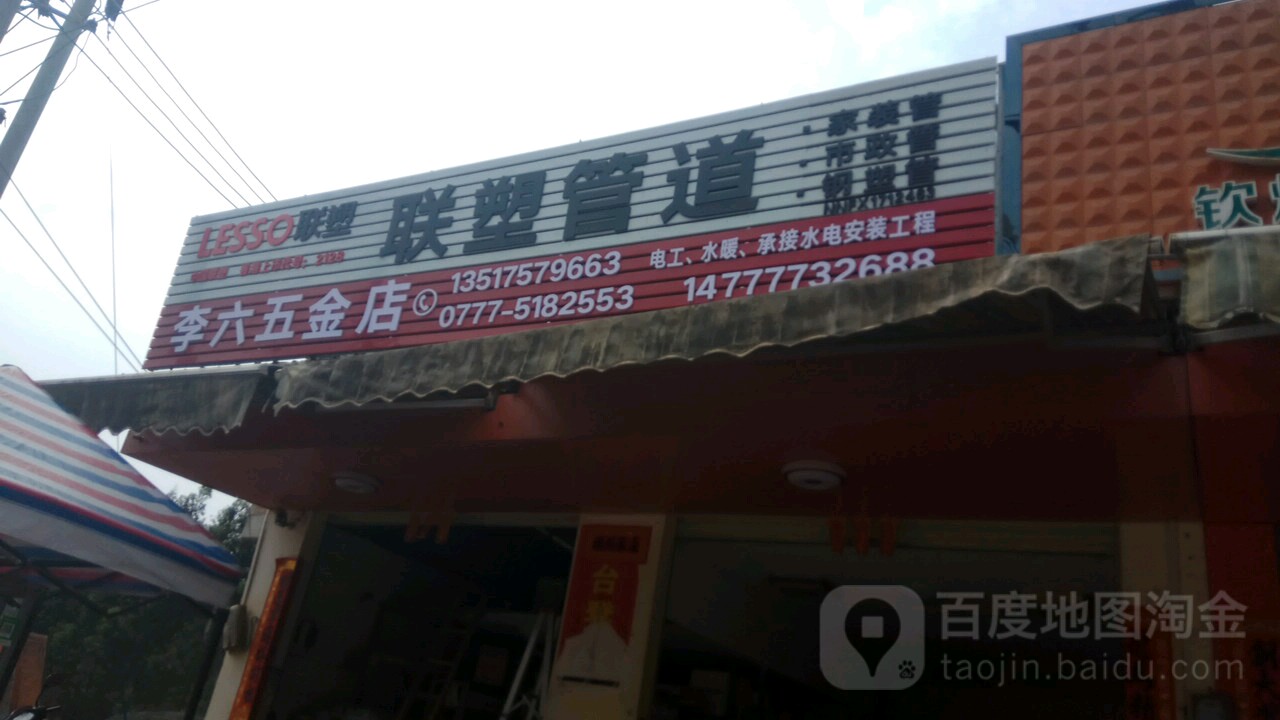 LESSO联塑
联塑管道
·家装管
·市政管
·钢塑管
李六五金店
13517579663
0777-5182553
电工、水暖、承接水电安装工程
14777732688
钦
百度地图淘金
taojin.baidu.com